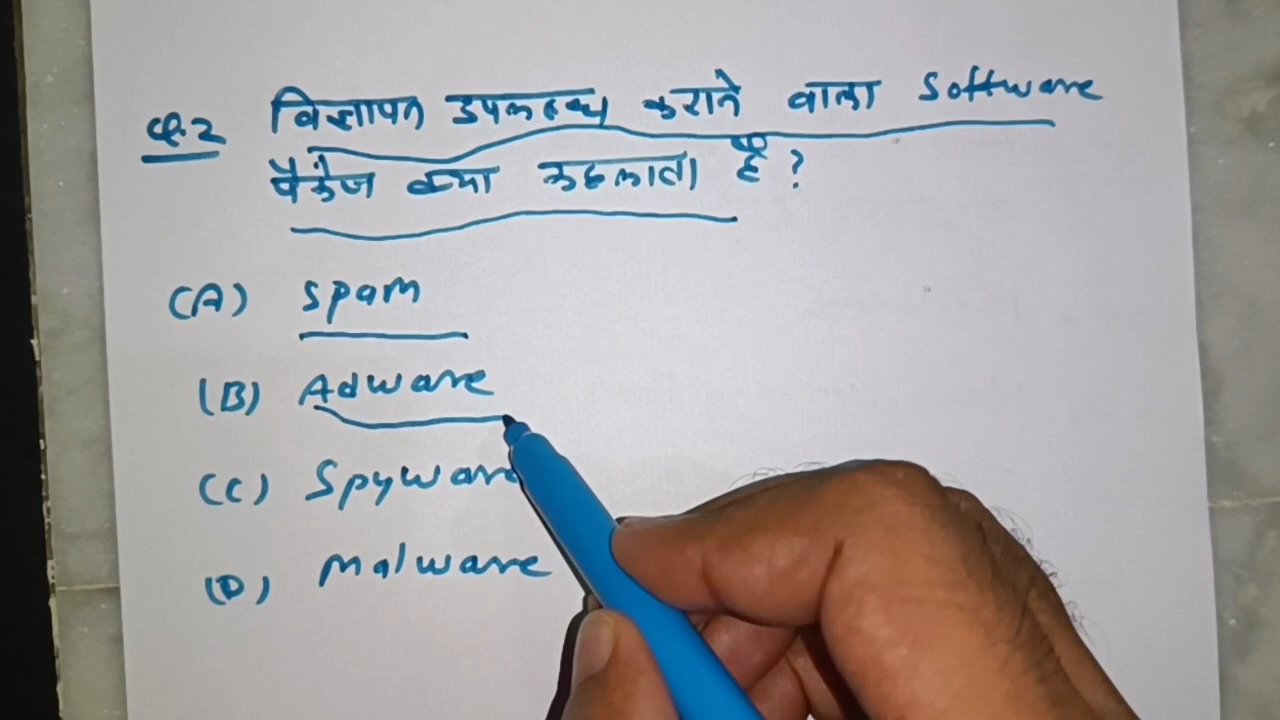 Q.2 विज्ञापन उपलब्ध कराने वाला Software
पैकेज क्या कहलाता है ?
(A) Spam
(B) Adware
(C) Spyware
(D) Malware